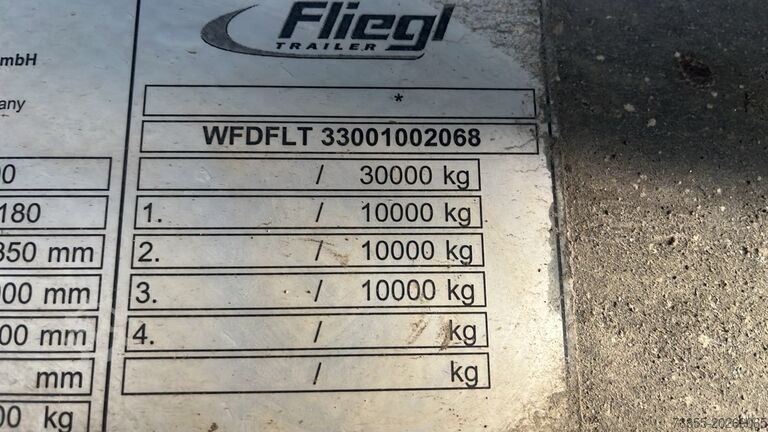 Fliegl
TRAILER
mbH
any
*
WFDFLT 33001002068
00 / 30000 kg
180 1. / 10000 kg
350 mm 2. / 10000 kg
000 mm 3. / 10000 kg
00 mm 4. / kg
mm / kg
00 kg